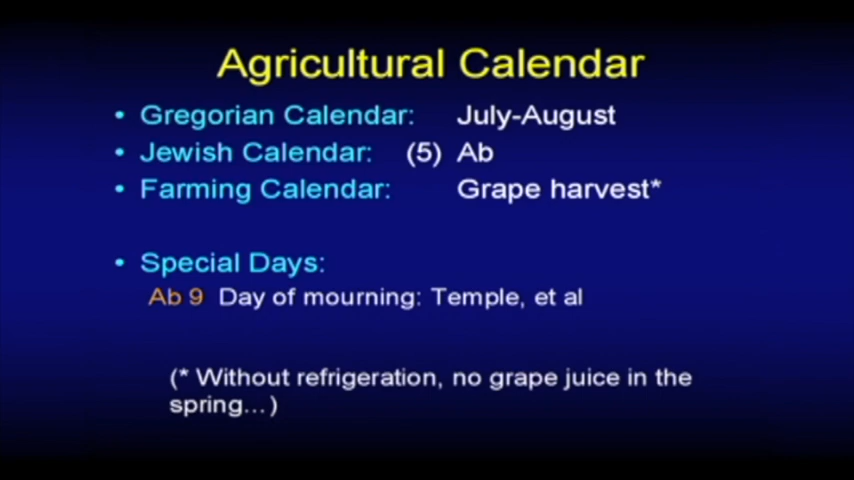 Agricultural Calendar
• Gregorian Calendar: July-August
• Jewish Calendar: (5) Ab
• Farming Calendar: Grape harvest*
• Special Days:
Ab 9 Day of mourning: Temple, et al
(* Without refrigeration, no grape juice in the
spring...)